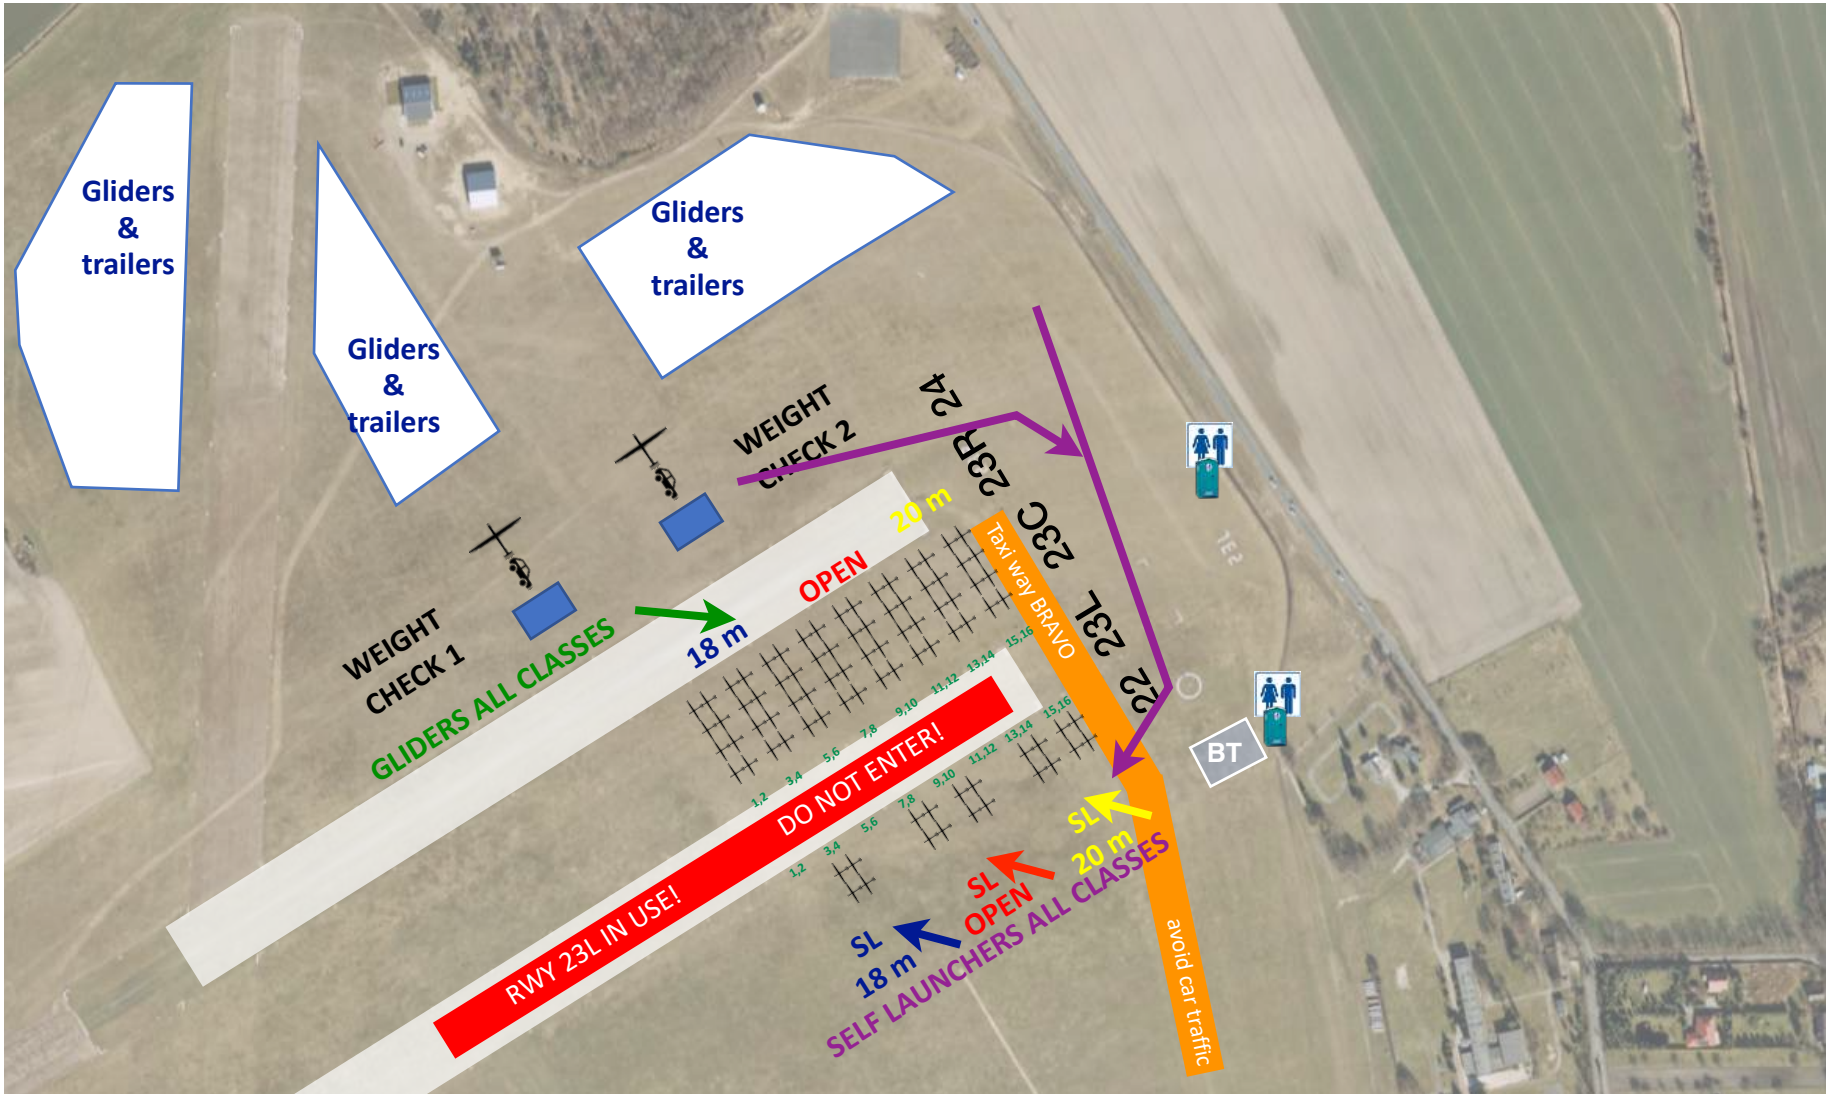 Gliders
&
trailers
Gliders
&
trailers
Gliders
&
trailers
WEIGHT
CHECK 2
24
23R
23C
23L
22
20 m
OPEN
18 m
WEIGHT
CHECK 1
GLIDERS ALL CLASSES
Taxi way BRAVO
1,2
3,4
5,6
7,8
9,10
11,12
13,14
15,16
RWY 23L IN USE!
DO NOT ENTER!
1,2
3,4
5,6
7,8
9,10
11,12
13,14
15,16
BT
SL
20 m
SL
OPEN
SL
18 m
SELF LAUNCHERS ALL CLASSES
avoid car traffic